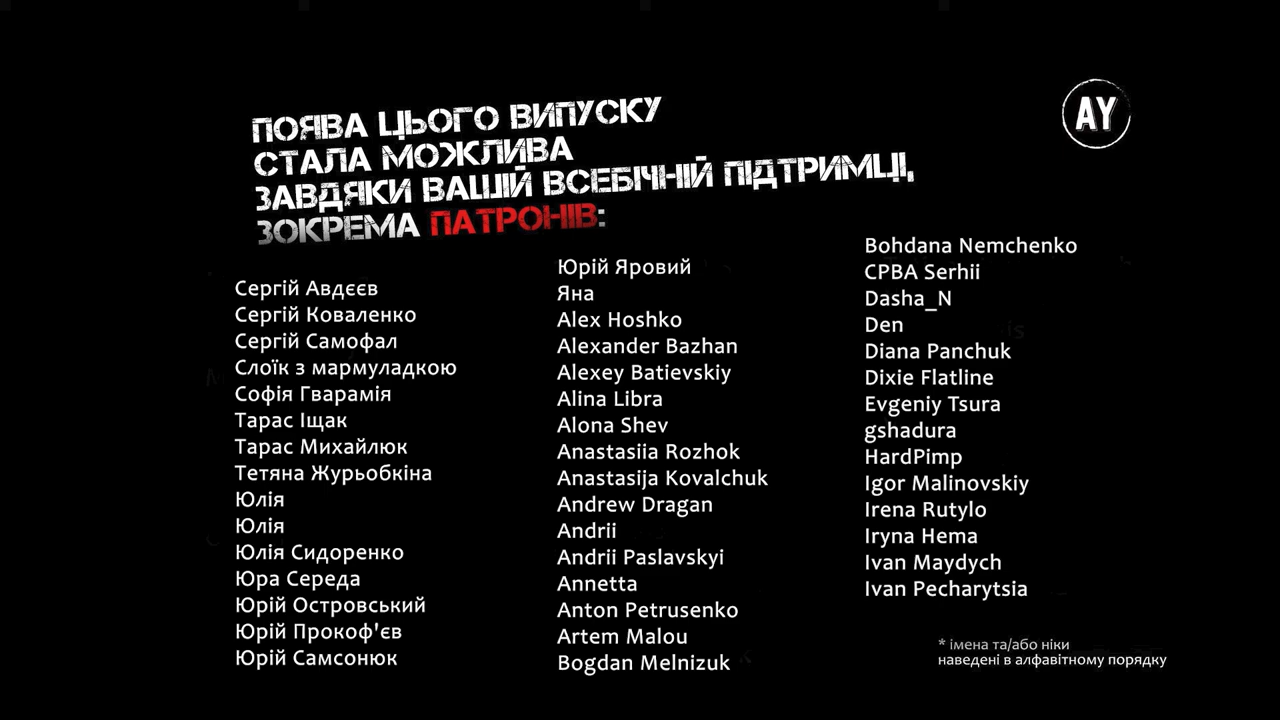 ПОЯВА ЦЬОГО ВИПУСКУ
СТАЛА МОЖЛИВА
ЗАВДЯКИ ВАШІЙ ВСЕБІЧНІЙ ПІДТРИМЦІ,
ЗОКРЕМА ПАТРОНІВ:
AY
Сергій Авдєєв
Сергій Коваленко
Сергій Самофал
Слоїк з мармуладкою
Софія Гварамія
Тарас Іщак
Тарас Михайлюк
Тетяна Журьобкіна
Юлія
Юлія
Юлія Сидоренко
Юра Середа
Юрій Островський
Юрій Прокоф'єв
Юрій Самсонюк
Юрій Яровий
Яна
Alex Hoshko
Alexander Bazhan
Alexey Batievskiy
Alina Libra
Alona Shev
Anastasiia Rozhok
Anastasija Kovalchuk
Andrew Dragan
Andrii
Andrii Paslavskyi
Annetta
Anton Petrusenko
Artem Malou
Bogdan Melnizuk
Bohdana Nemchenko
CPBA Serhii
Dasha_N
Den
Diana Panchuk
Dixie Flatline
Evgeniy Tsura
gshadura
HardPimp
Igor Malinovskiy
Irena Rutylo
Iryna Hema
Ivan Maydych
Ivan Pecharytsia
* імена та/або ніки
наведені в алфавітному порядку